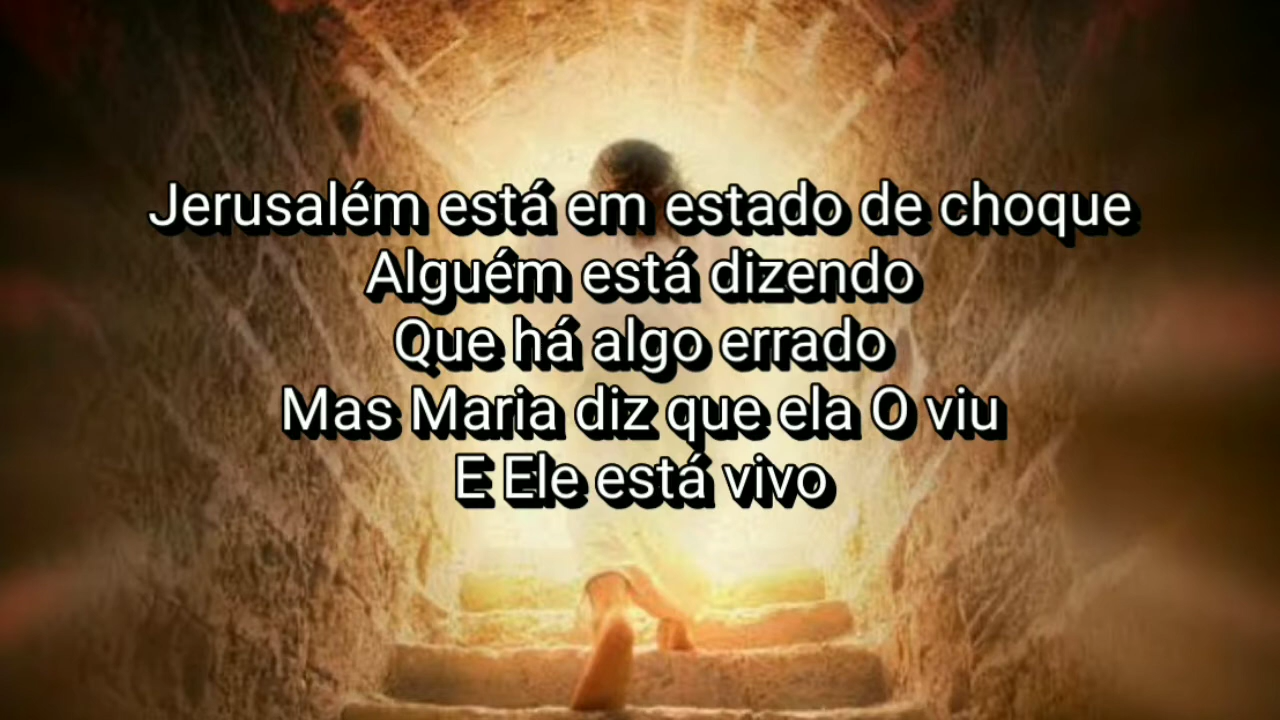 Jerusalém está em estado de choque
Alguém está dizendo
Que há algo errado
Mas Maria diz que ela O viu
E Ele está vivo